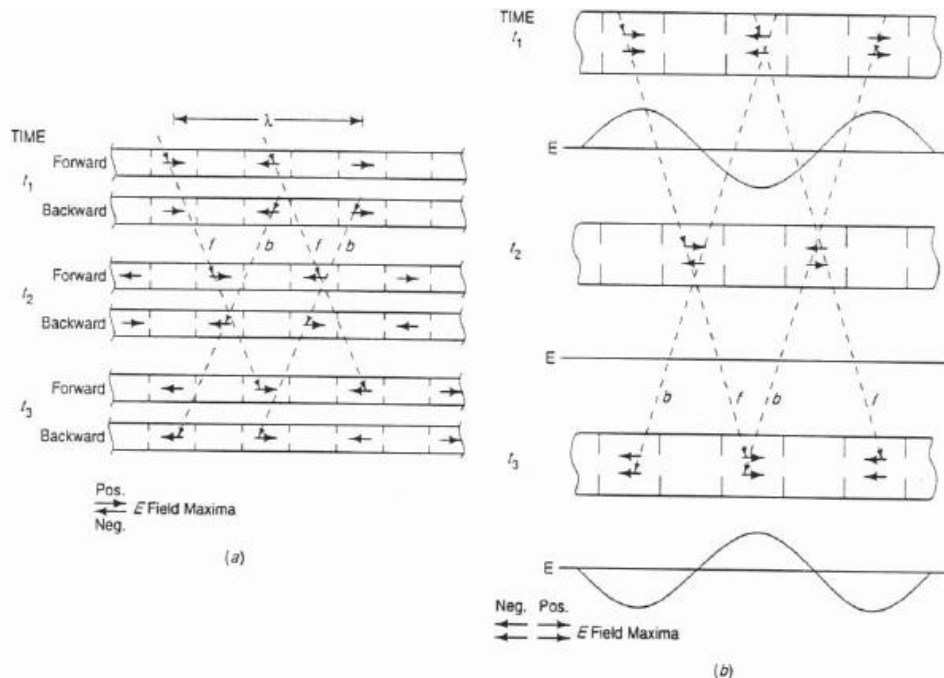 λ
TIME
Forward
t1
Backward
f b f b
Forward
t2
Backward
Forward
t3
Backward
Pos.
E Field Maxima
Neg.
(a)
TIME
t1
E
t2
E
b f b f
t3
E
Neg. Pos.
E Field Maxima
(b)